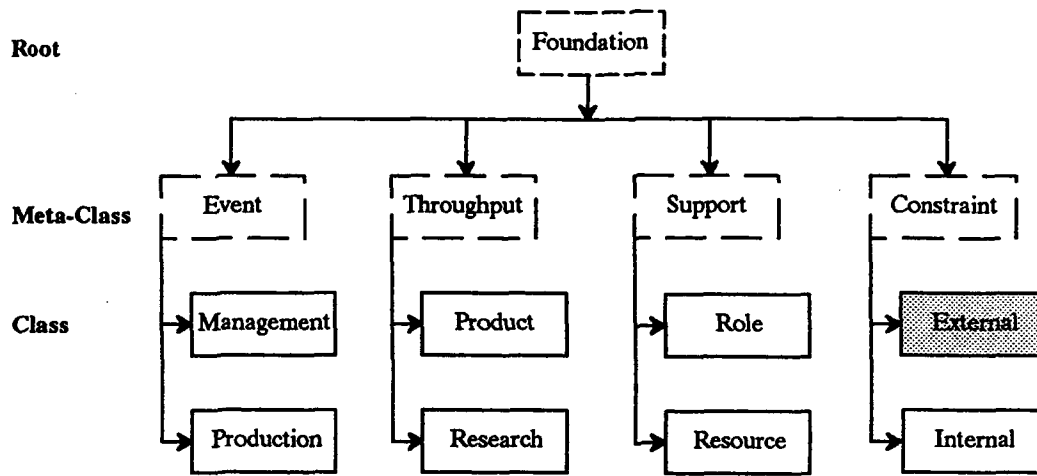 Root
Foundation
Meta-Class
Event
Throughput
Support
Constraint
Class
Management
Product
Role
External
Production
Research
Resource
Internal